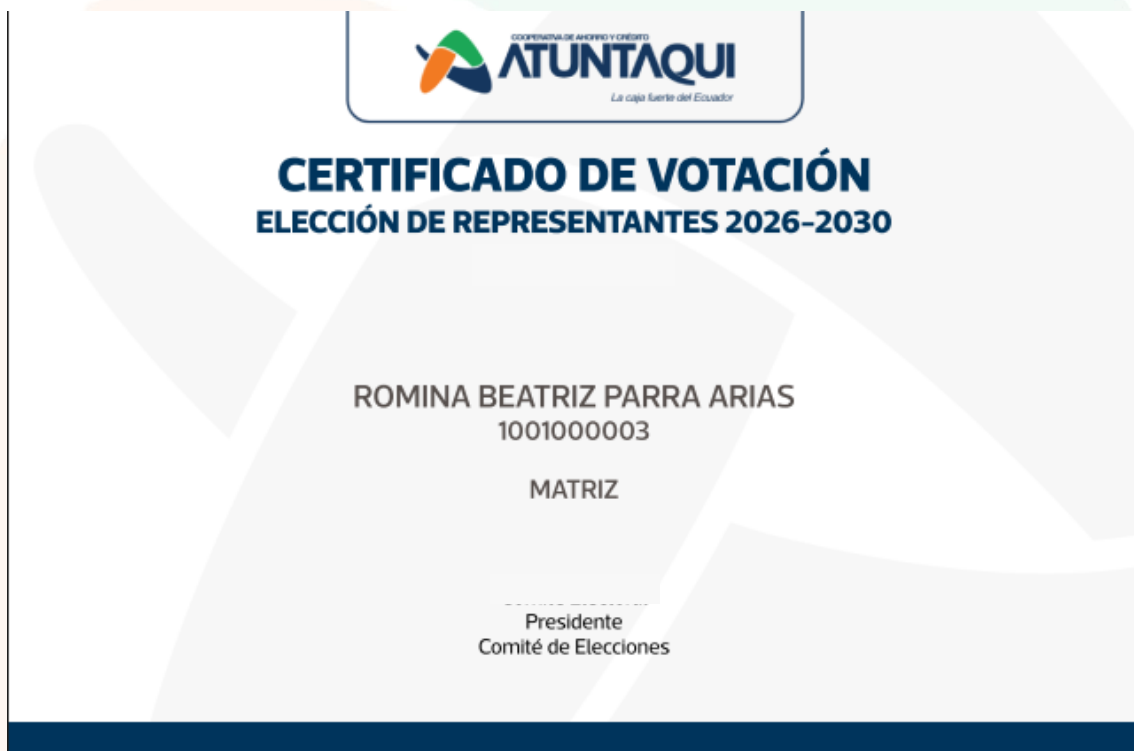 COOPERATIVA DE AHORRO Y CRÉDITO
ATUNTAQUI
La caja fuerte del Ecuador
CERTIFICADO DE VOTACIÓN
ELECCIÓN DE REPRESENTANTES 2026-2030
ROMINA BEATRIZ PARRA ARIAS
1001000003
MATRIZ
Presidente
Comité de Elecciones